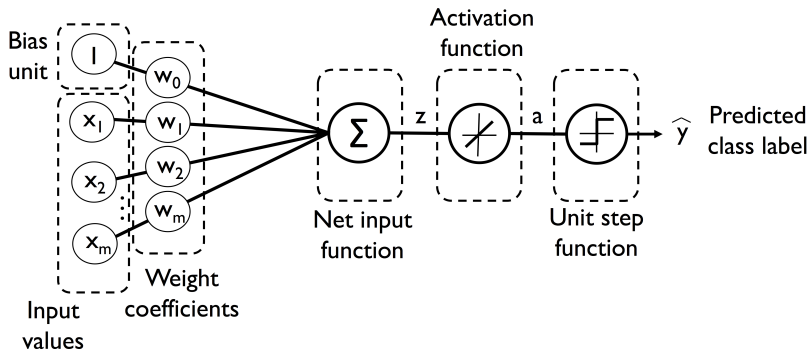 Bias
unit
1
x₁
x₂
⋮
xₘ
Input
values
w₀
w₁
w₂
wₘ
Weight
coefficients
Σ
Net input
function
z
Activation
function
a
Unit step
function
ŷ
Predicted
class label